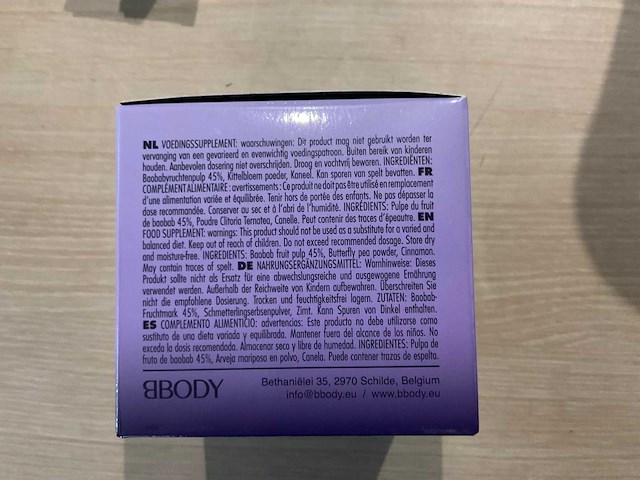 NL VOEDINGSSUPPLEMENT: waarschuwingen: Dit product mag niet gebruikt worden ter
vervanging van een gevarieerd en evenwichtig voedingspatroon. Buiten bereik van kinderen
houden. Aanbevolen dosering niet overschrijden. Droog en vochtvrij bewaren. INGREDIËNTEN:
Baobabvruchtenpulp 45%, Kittelbloem poeder, Kaneel. Kan sporen van spelt bevatten. FR
COMPLÉMENT ALIMENTAIRE : avertissements : Ce produit ne doit pas être utilisé en remplacement
d'une alimentation variée et équilibrée. Tenir hors de portée des enfants. Ne pas dépasser la
dose recommandée. Conserver au sec et à l'abri de l'humidité. INGRÉDIENTS: Pulpe du fruit
de baobab 45%, Poudre Clitoria Ternatea, Canelle. Peut contenir des traces d'épeautre. EN
FOOD SUPPLEMENT: warnings: This product should not be used as a substitute for a varied and
balanced diet. Keep out of reach of children. Do not exceed recommended dosage. Store dry
and moisture-free. INGREDIENTS: Baobab fruit pulp 45%, Butterfly pea powder, Cinnamon.
May contain traces of spelt. DE NAHRUNGSERGÄNZUNGSMITTEL: Warnhinweise: Dieses
Produkt sollte nicht als Ersatz für eine abwechslungsreiche und ausgewogene Ernährung
verwendet werden. Außerhalb der Reichweite von Kindern aufbewahren. Überschreiten Sie
nicht die empfohlene Dosierung. Trocken und feuchtigkeitsfrei lagern. ZUTATEN: Baobab-
Fruchtmark 45%, Schmetterlingserbsenpulver, Zimt. Kann Spuren von Dinkel enthalten.
ES COMPLEMENTO ALIMENTICIO: advertencias: Este producto no debe utilizarse como
sustituto de una dieta variada y equilibrada. Mantener fuera del alcance de los niños. No
exceda la dosis recomendada. Almacenar seco y libre de humedad. INGREDIENTES: Pulpa de
fruto de baobab 45%, Arveja mariposa en polvo, Canela. Puede contener trazas de espelta.
BBODY
Bethaniëlei 35, 2970 Schilde, Belgium
info@bbody.eu / www.bbody.eu